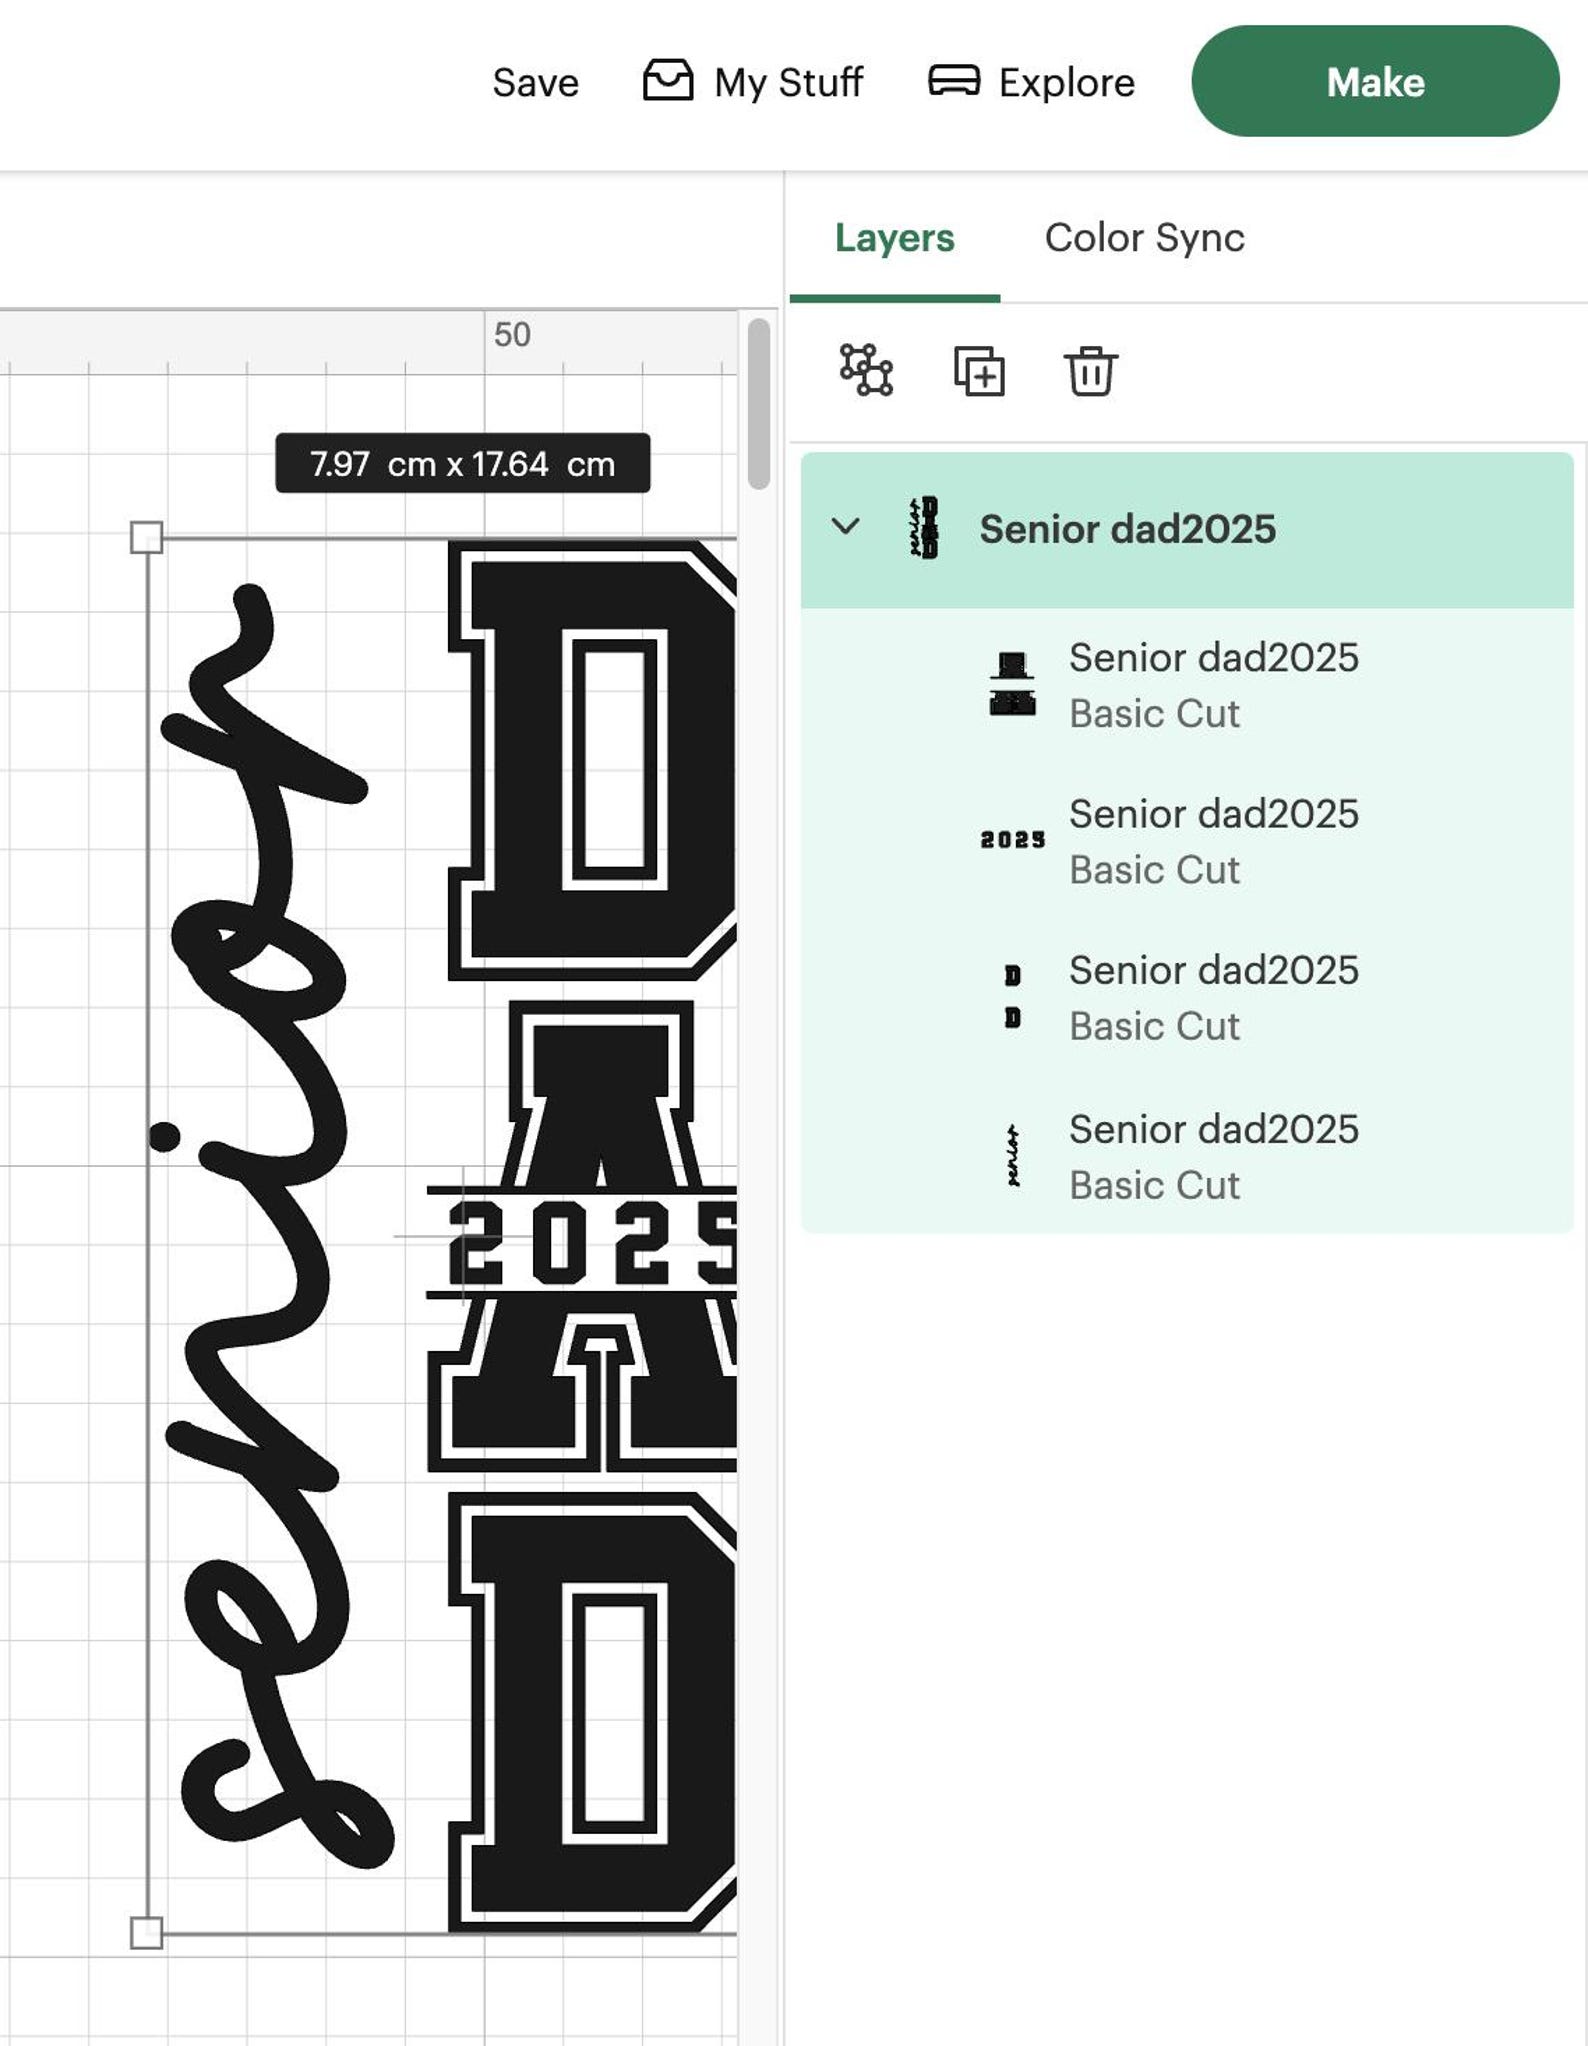 Save My Stuff Explore Make
Layers Color Sync
50
7.97 cm x 17.64 cm
Senior dad2025
Senior dad2025
Basic Cut
2025
Senior dad2025
Basic Cut
D
D
Senior dad2025
Basic Cut
senior
Senior dad2025
Basic Cut
senior
D
A
2025
D